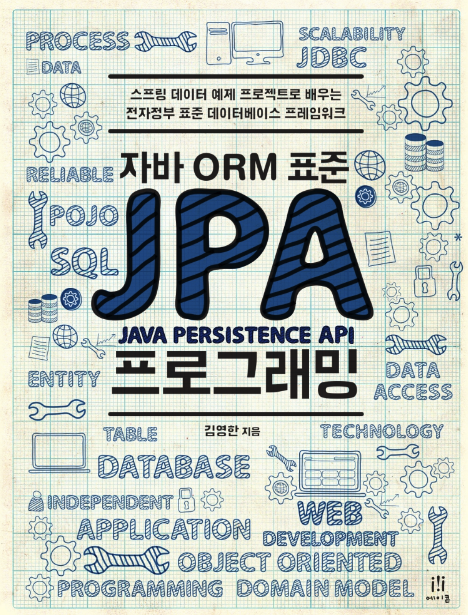 PROCESS
SCALABILITY
JDBC
DATA
스프링 데이터 예제 프로젝트로 배우는
전자정부 표준 데이터베이스 프레임워크
자바 ORM 표준
RELIABLE
POJO
SQL
JPA
JAVA PERSISTENCE API
프로그래밍
ENTITY
DATA
ACCESS
김영한 지음
TABLE
TECHNOLOGY
DATABASE
INDEPENDENT
WEB
APPLICATION
DEVELOPMENT
OBJECT ORIENTED
PROGRAMMING DOMAIN MODEL
에이콘